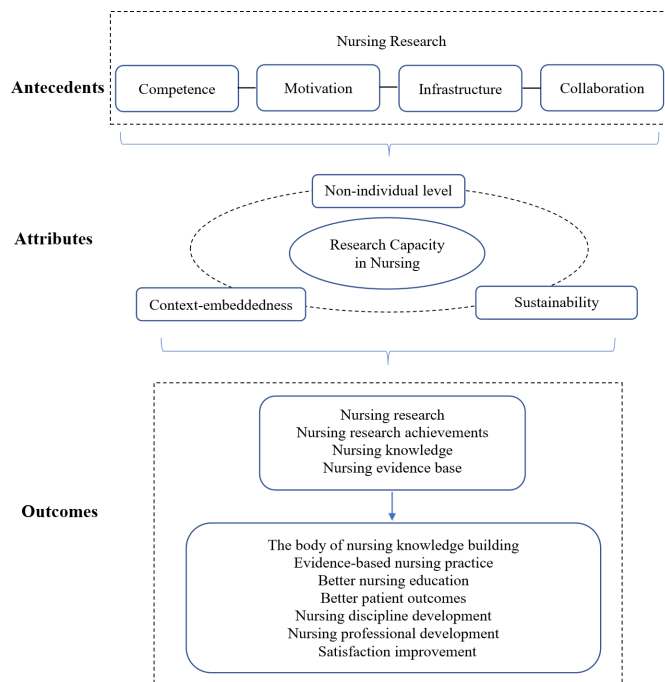 Nursing Research
Antecedents
Competence
Motivation
Infrastructure
Collaboration
Non-individual level
Attributes
Research Capacity
in Nursing
Context-embeddedness
Sustainability
Nursing research
Nursing research achievements
Nursing knowledge
Nursing evidence base
Outcomes
The body of nursing knowledge building
Evidence-based nursing practice
Better nursing education
Better patient outcomes
Nursing discipline development
Nursing professional development
Satisfaction improvement